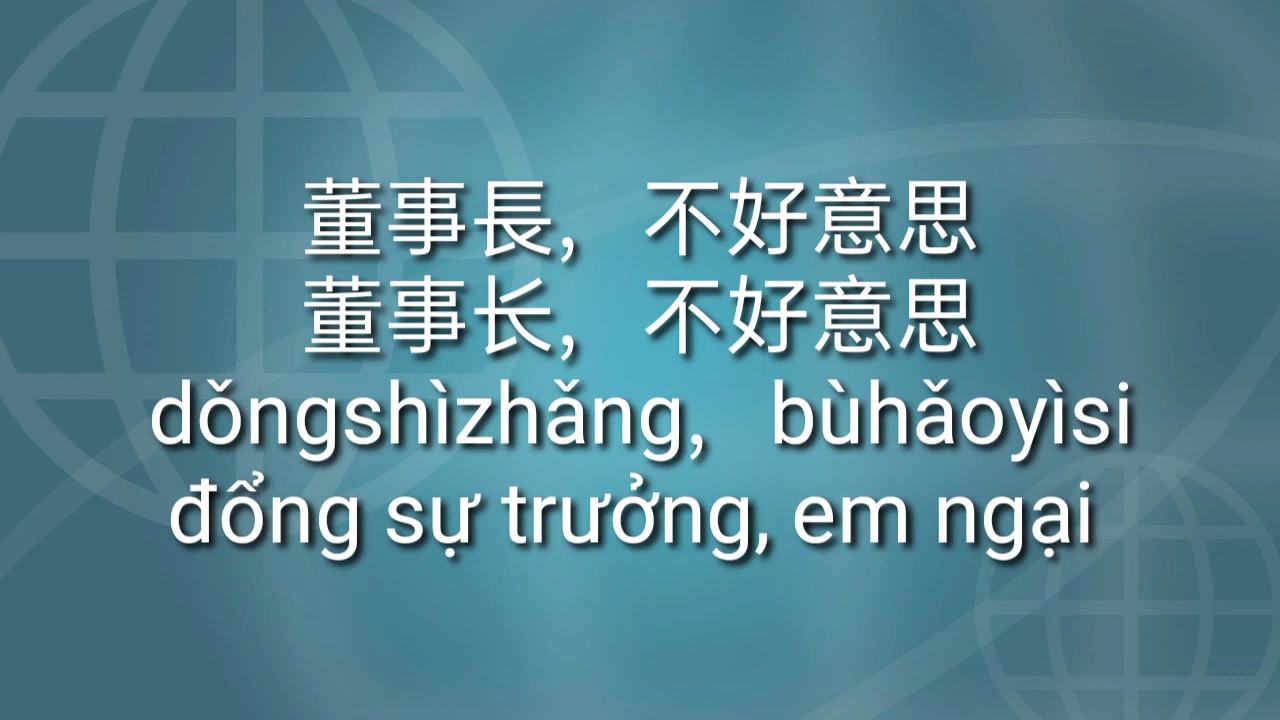 董事長, 不好意思
董事长, 不好意思
dǒngshìzhǎng, bùhǎoyìsi
đổng sự trưởng, em ngại